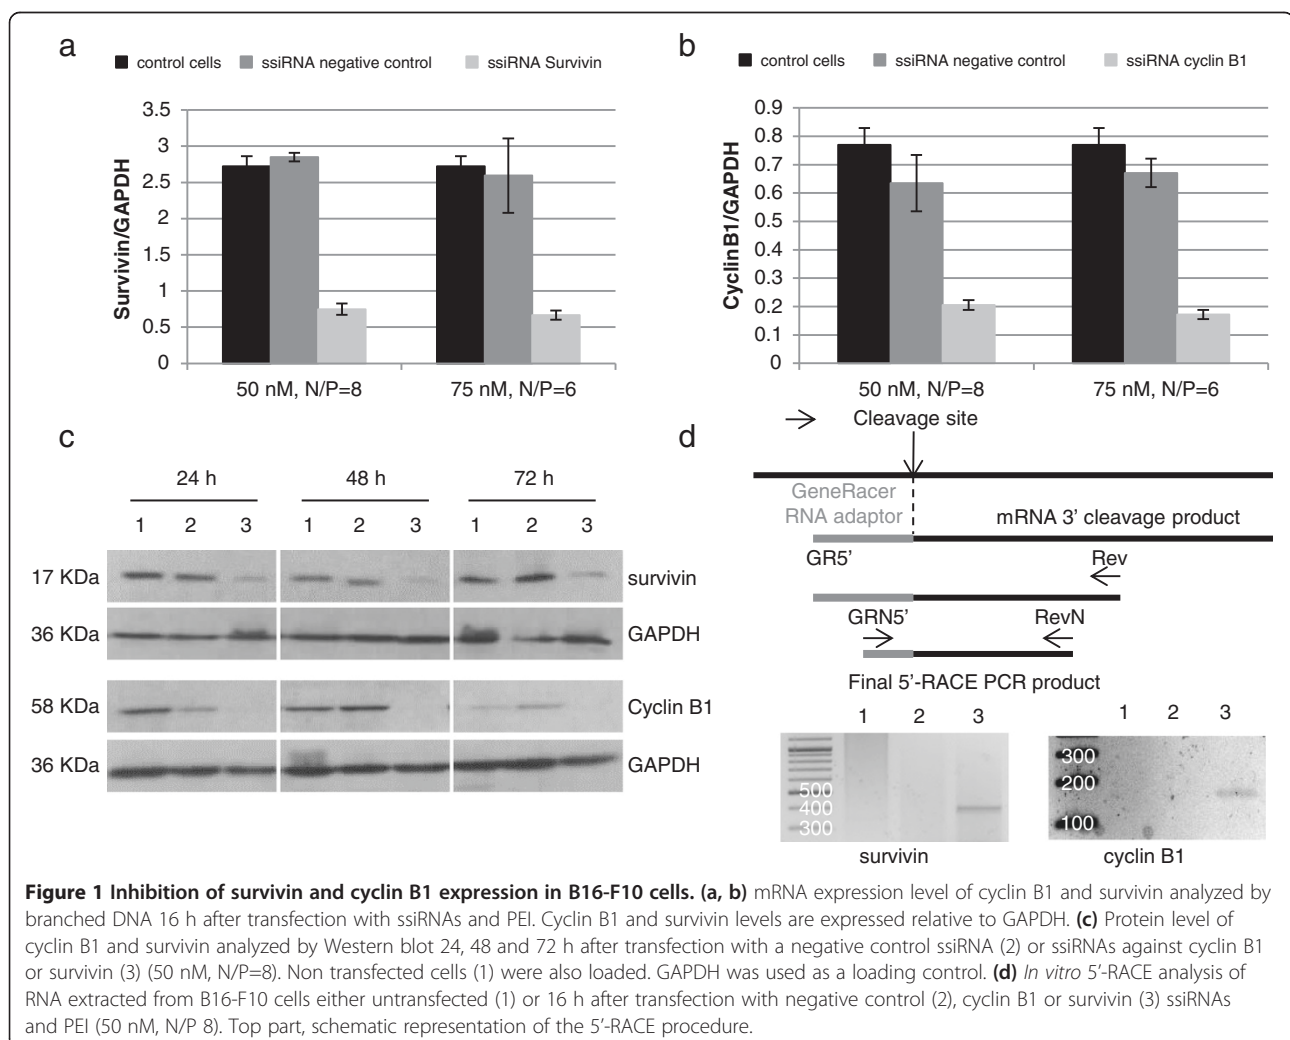 a
control cells ssiRNA negative control ssiRNA Survivin
Survivin/GAPDH
3.5
3
2.5
2
1.5
1
0.5
0
50 nM, N/P=8 75 nM, N/P=6
b
control cells ssiRNA negative control ssiRNA cyclin B1
CyclinB1/GAPDH
0.9
0.8
0.7
0.6
0.5
0.4
0.3
0.2
0.1
0
50 nM, N/P=8 75 nM, N/P=6
c
24 h 48 h 72 h
1 2 3 1 2 3 1 2 3
17 KDa survivin
36 KDa GAPDH
58 KDa Cyclin B1
36 KDa GAPDH
d
Cleavage site
GeneRacer
RNA adaptor mRNA 3' cleavage product
GR5' Rev
GRN5' RevN
Final 5'-RACE PCR product
1 2 3
500
400
300
survivin
1 2 3
300
200
100
cyclin B1
Figure 1 Inhibition of survivin and cyclin B1 expression in B16-F10 cells. (a, b) mRNA expression level of cyclin B1 and survivin analyzed by
branched DNA 16 h after transfection with ssiRNAs and PEI. Cyclin B1 and survivin levels are expressed relative to GAPDH. (c) Protein level of
cyclin B1 and survivin analyzed by Western blot 24, 48 and 72 h after transfection with a negative control ssiRNA (2) or ssiRNAs against cyclin B1
or survivin (3) (50 nM, N/P=8). Non transfected cells (1) were also loaded. GAPDH was used as a loading control. (d) In vitro 5'-RACE analysis of
RNA extracted from B16-F10 cells either untransfected (1) or 16 h after transfection with negative control (2), cyclin B1 or survivin (3) ssiRNAs
and PEI (50 nM, N/P 8). Top part, schematic representation of the 5'-RACE procedure.